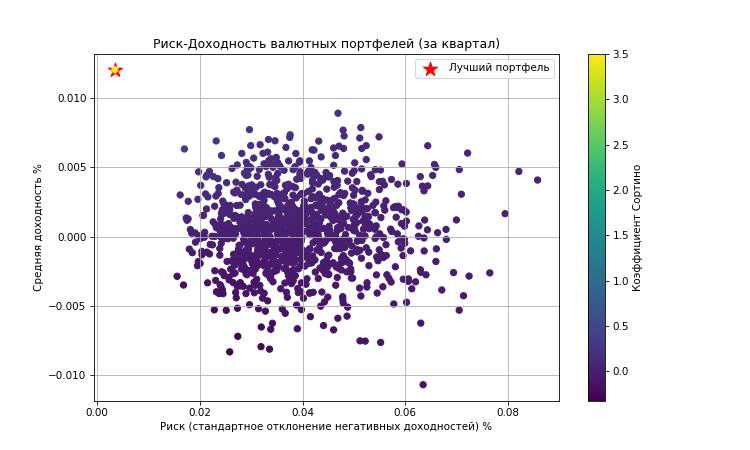 Риск-Доходность валютных портфелей (за квартал)
Лучший портфель
Средняя доходность %
0.010
0.005
0.000
−0.005
−0.010
0.00 0.02 0.04 0.06 0.08
Риск (стандартное отклонение негативных доходностей) %
3.5
3.0
2.5
2.0
1.5
1.0
0.5
0.0
Коэффициент Сортино